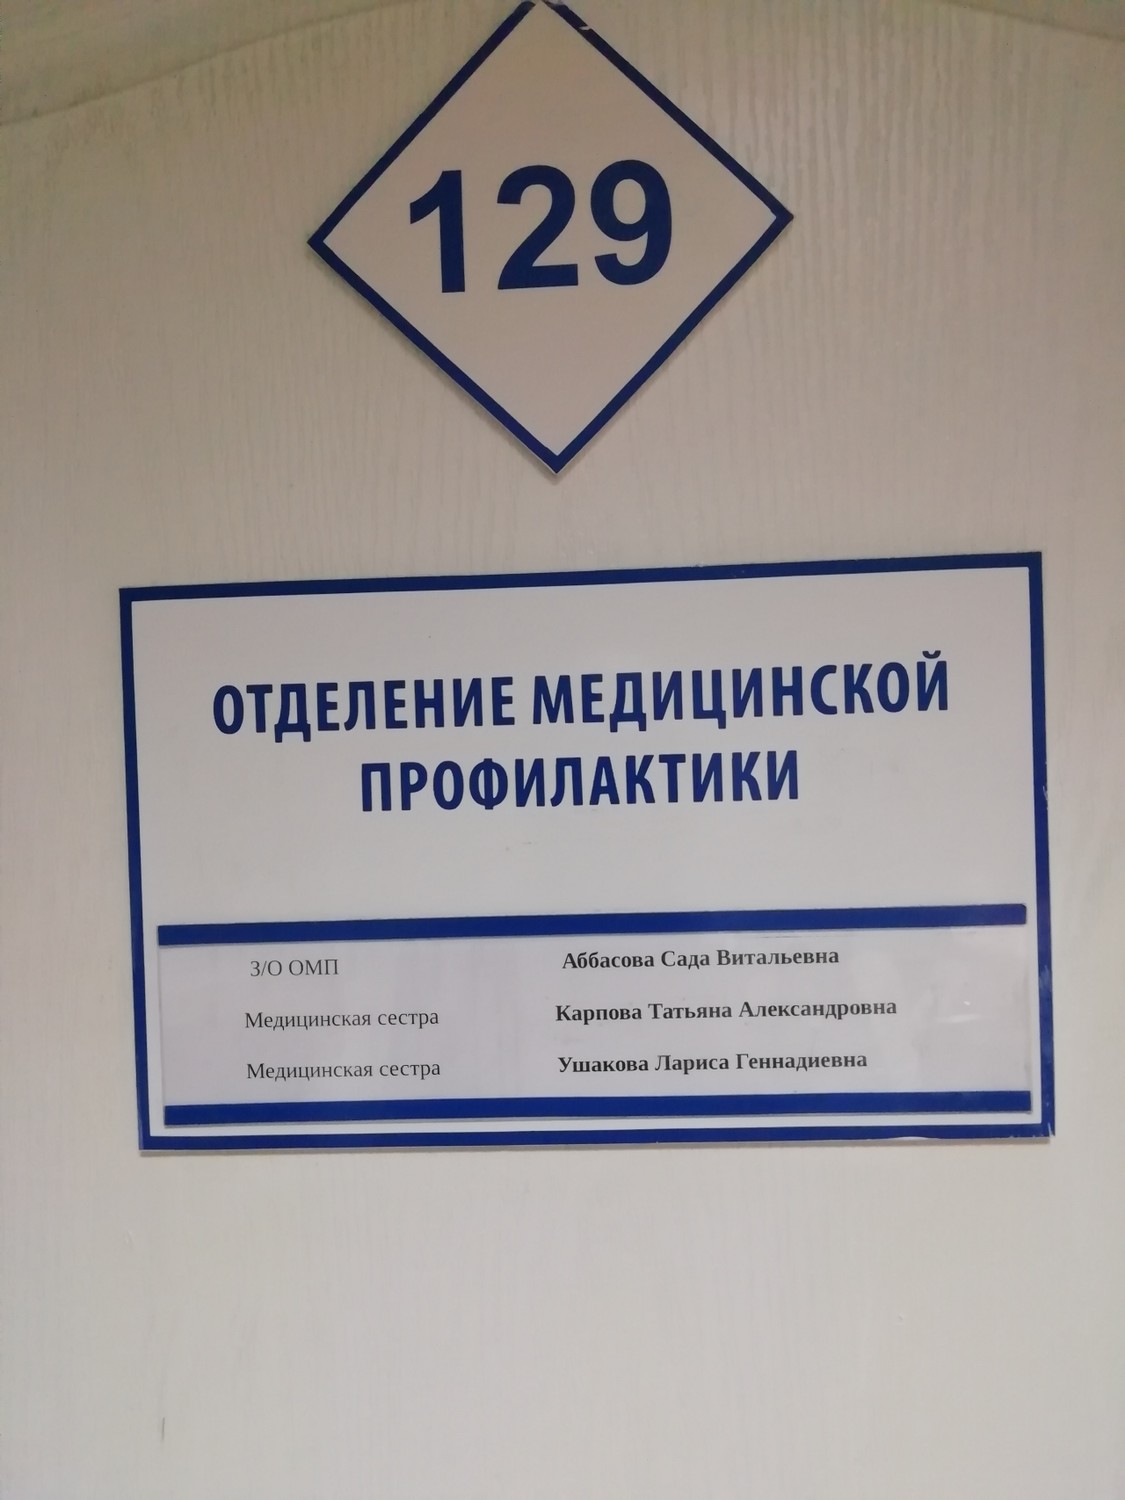 129
ОТДЕЛЕНИЕ МЕДИЦИНСКОЙ
ПРОФИЛАКТИКИ
З/О ОМП Аббасова Сада Витальевна
Медицинская сестра Карпова Татьяна Александровна
Медицинская сестра Ушакова Лариса Геннадиевна